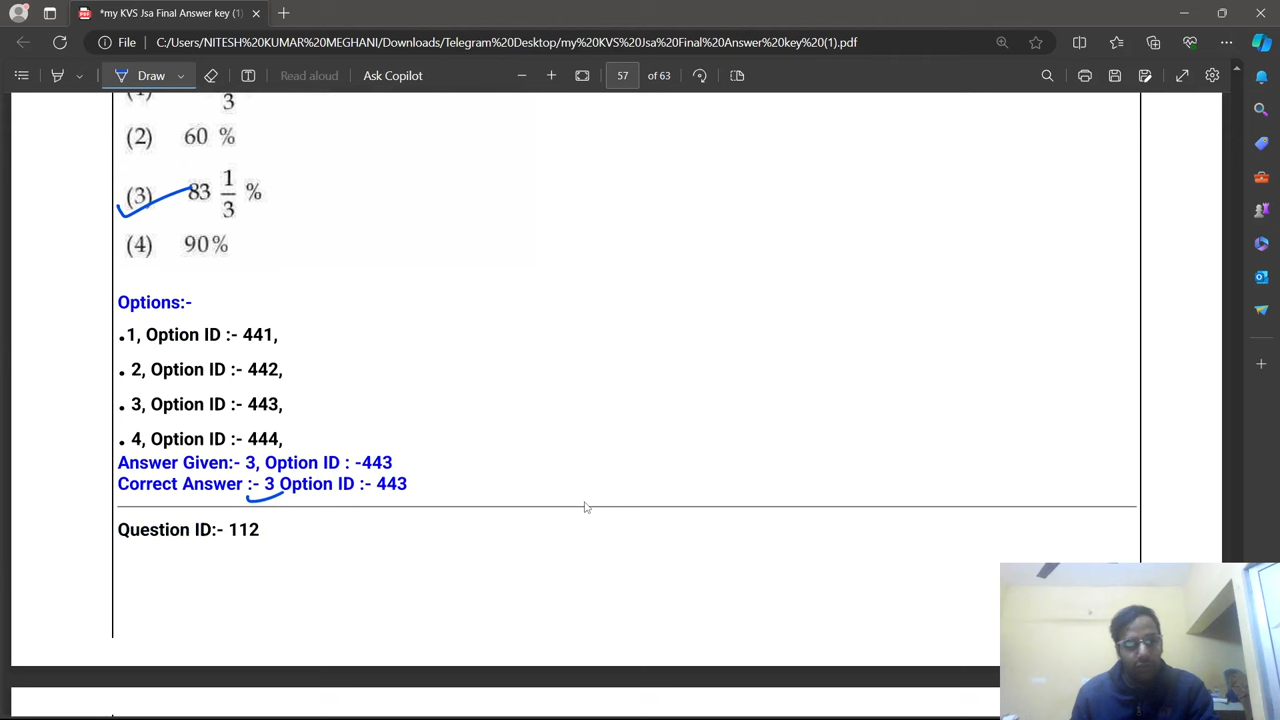 *my KVS Jsa Final Answer key (1)
File C:/Users/NITESH%20KUMAR%20MEGHANI/Downloads/Telegram%20Desktop/my%20KVS%20Jsa%20Final%20Answer%20key%20(1).pdf
Draw Read aloud Ask Copilot 57 of 63
3
(2) 60 %
(3) 83 1/3 %
(4) 90%
Options:-
.1, Option ID :- 441,
. 2, Option ID :- 442,
. 3, Option ID :- 443,
. 4, Option ID :- 444,
Answer Given:- 3, Option ID : -443
Correct Answer :- 3 Option ID :- 443
Question ID:- 112